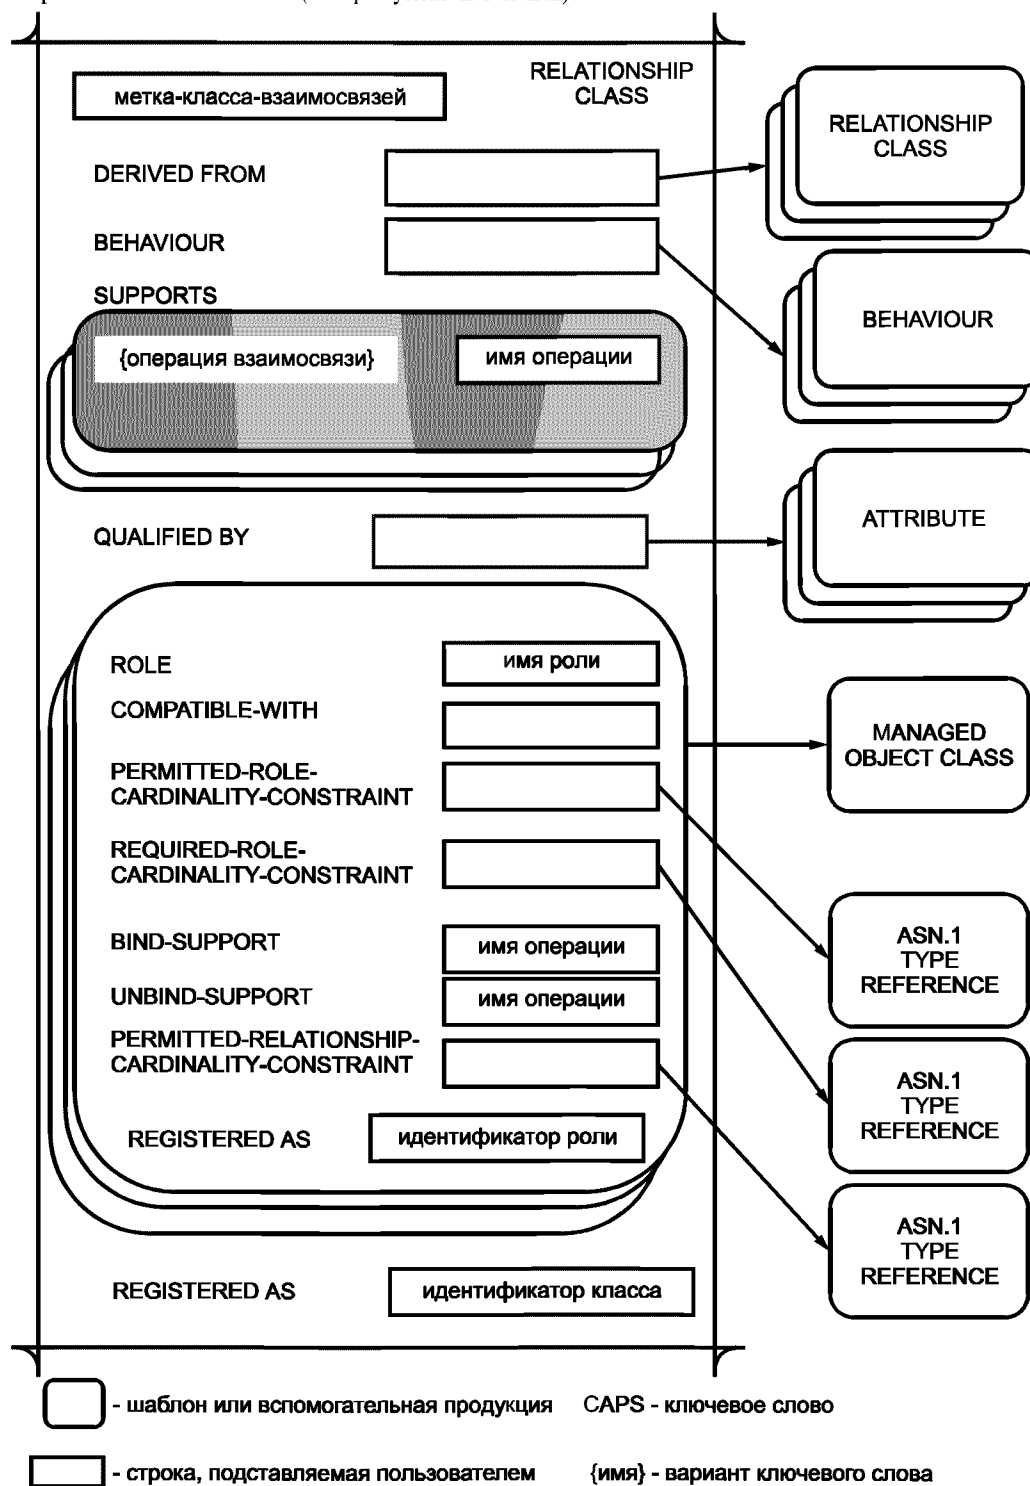 метка-класса-взаимосвязей
RELATIONSHIP
CLASS
RELATIONSHIP
CLASS
DERIVED FROM
BEHAVIOUR
BEHAVIOUR
SUPPORTS
{операция взаимосвязи}
имя операции
QUALIFIED BY
ATTRIBUTE
ROLE
имя роли
COMPATIBLE-WITH
MANAGED
OBJECT CLASS
PERMITTED-ROLE-
CARDINALITY-CONSTRAINT
REQUIRED-ROLE-
CARDINALITY-CONSTRAINT
BIND-SUPPORT
имя операции
ASN.1
TYPE
REFERENCE
UNBIND-SUPPORT
имя операции
PERMITTED-RELATIONSHIP-
CARDINALITY-CONSTRAINT
ASN.1
TYPE
REFERENCE
REGISTERED AS
идентификатор роли
ASN.1
TYPE
REFERENCE
REGISTERED AS
идентификатор класса
- шаблон или вспомогательная продукция
CAPS - ключевое слово
- строка, подставляемая пользователем
{имя} - вариант ключевого слова